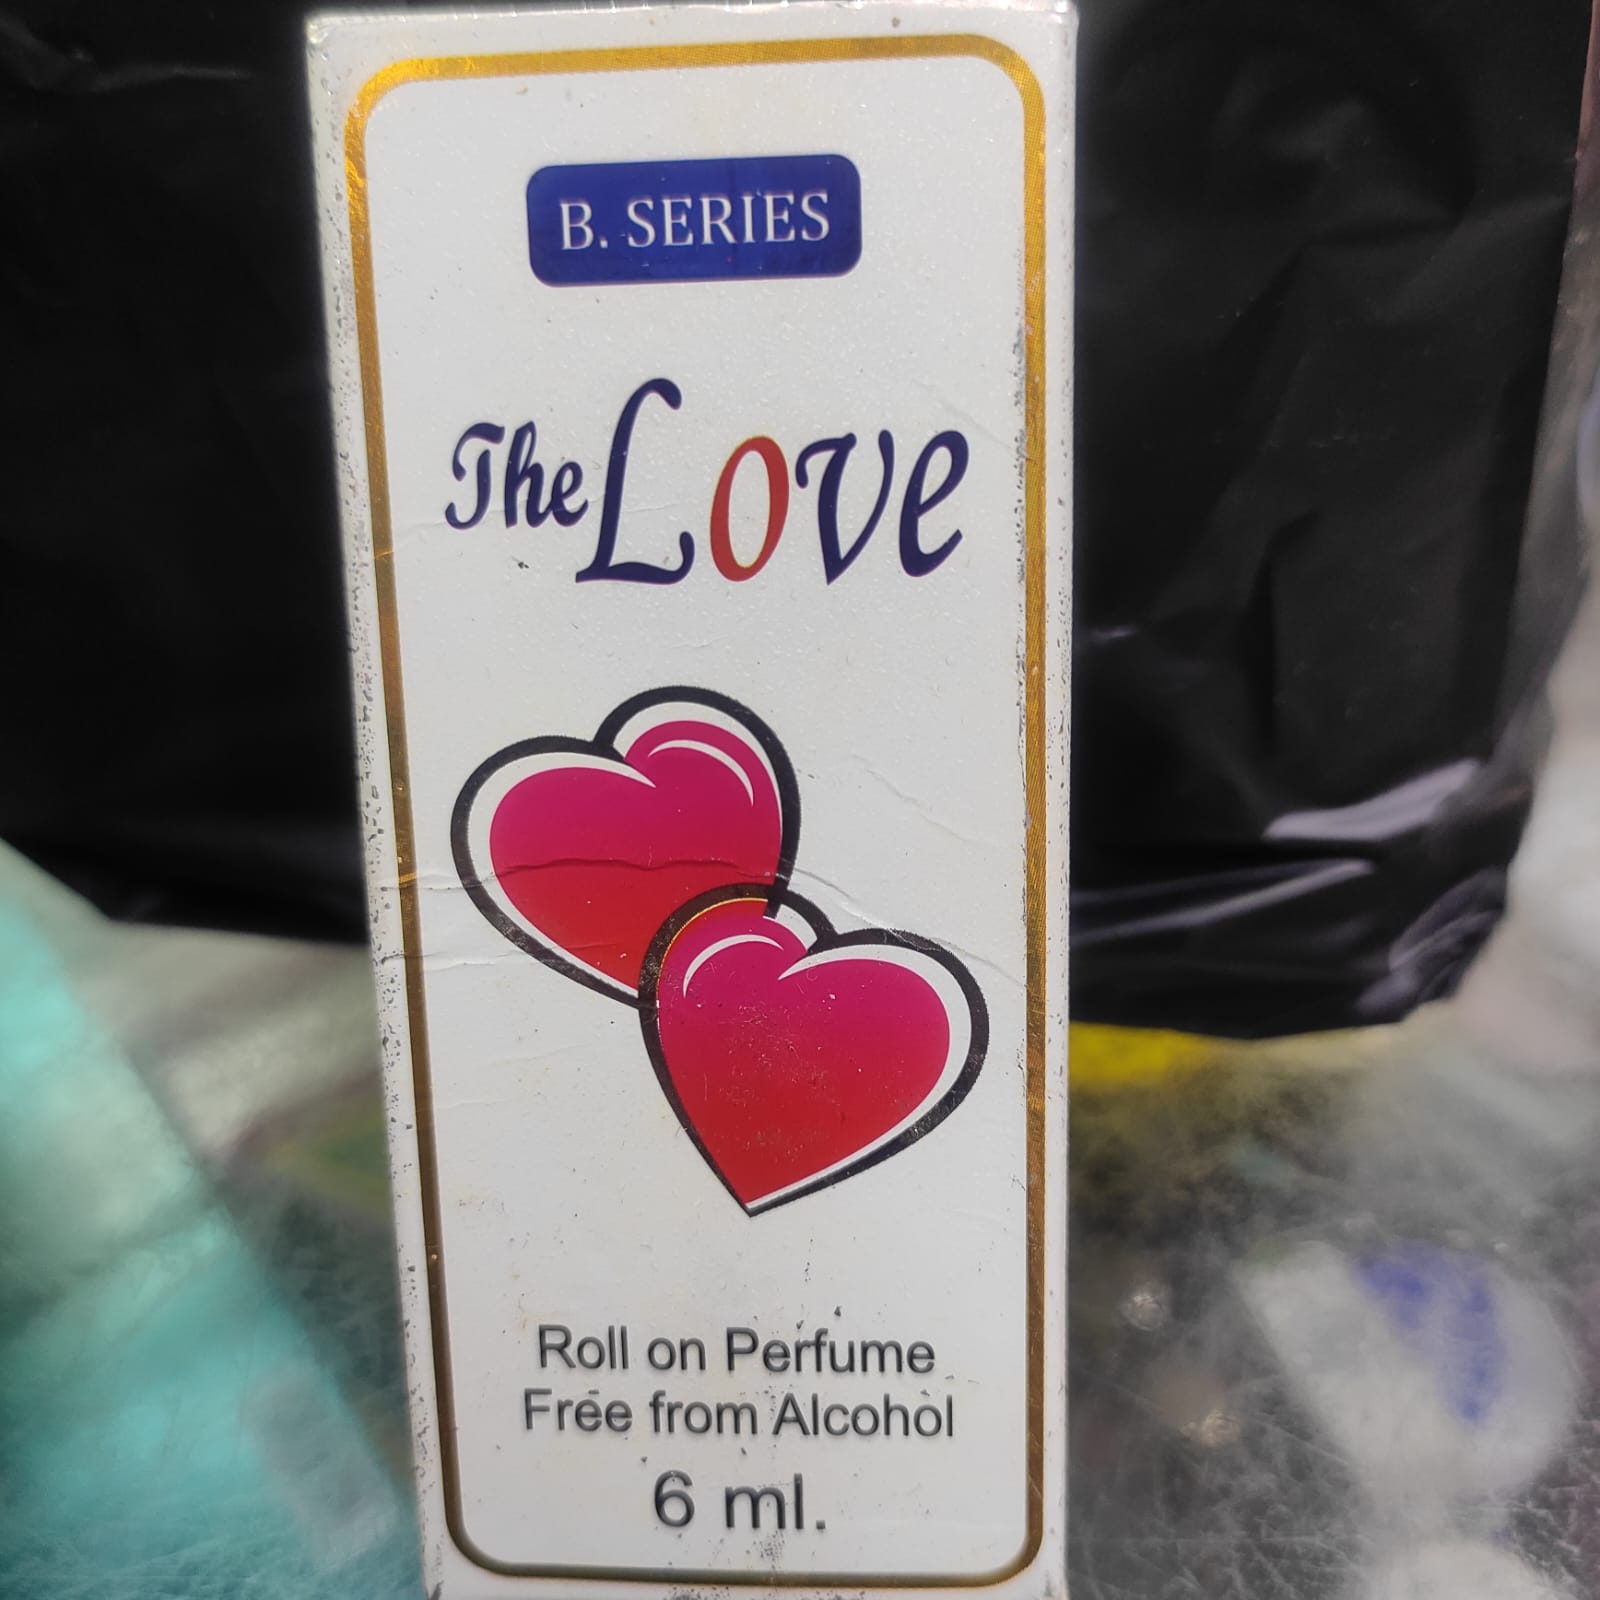 B. SERIES
The Love
Roll on Perfume
Free from Alcohol
6 ml.